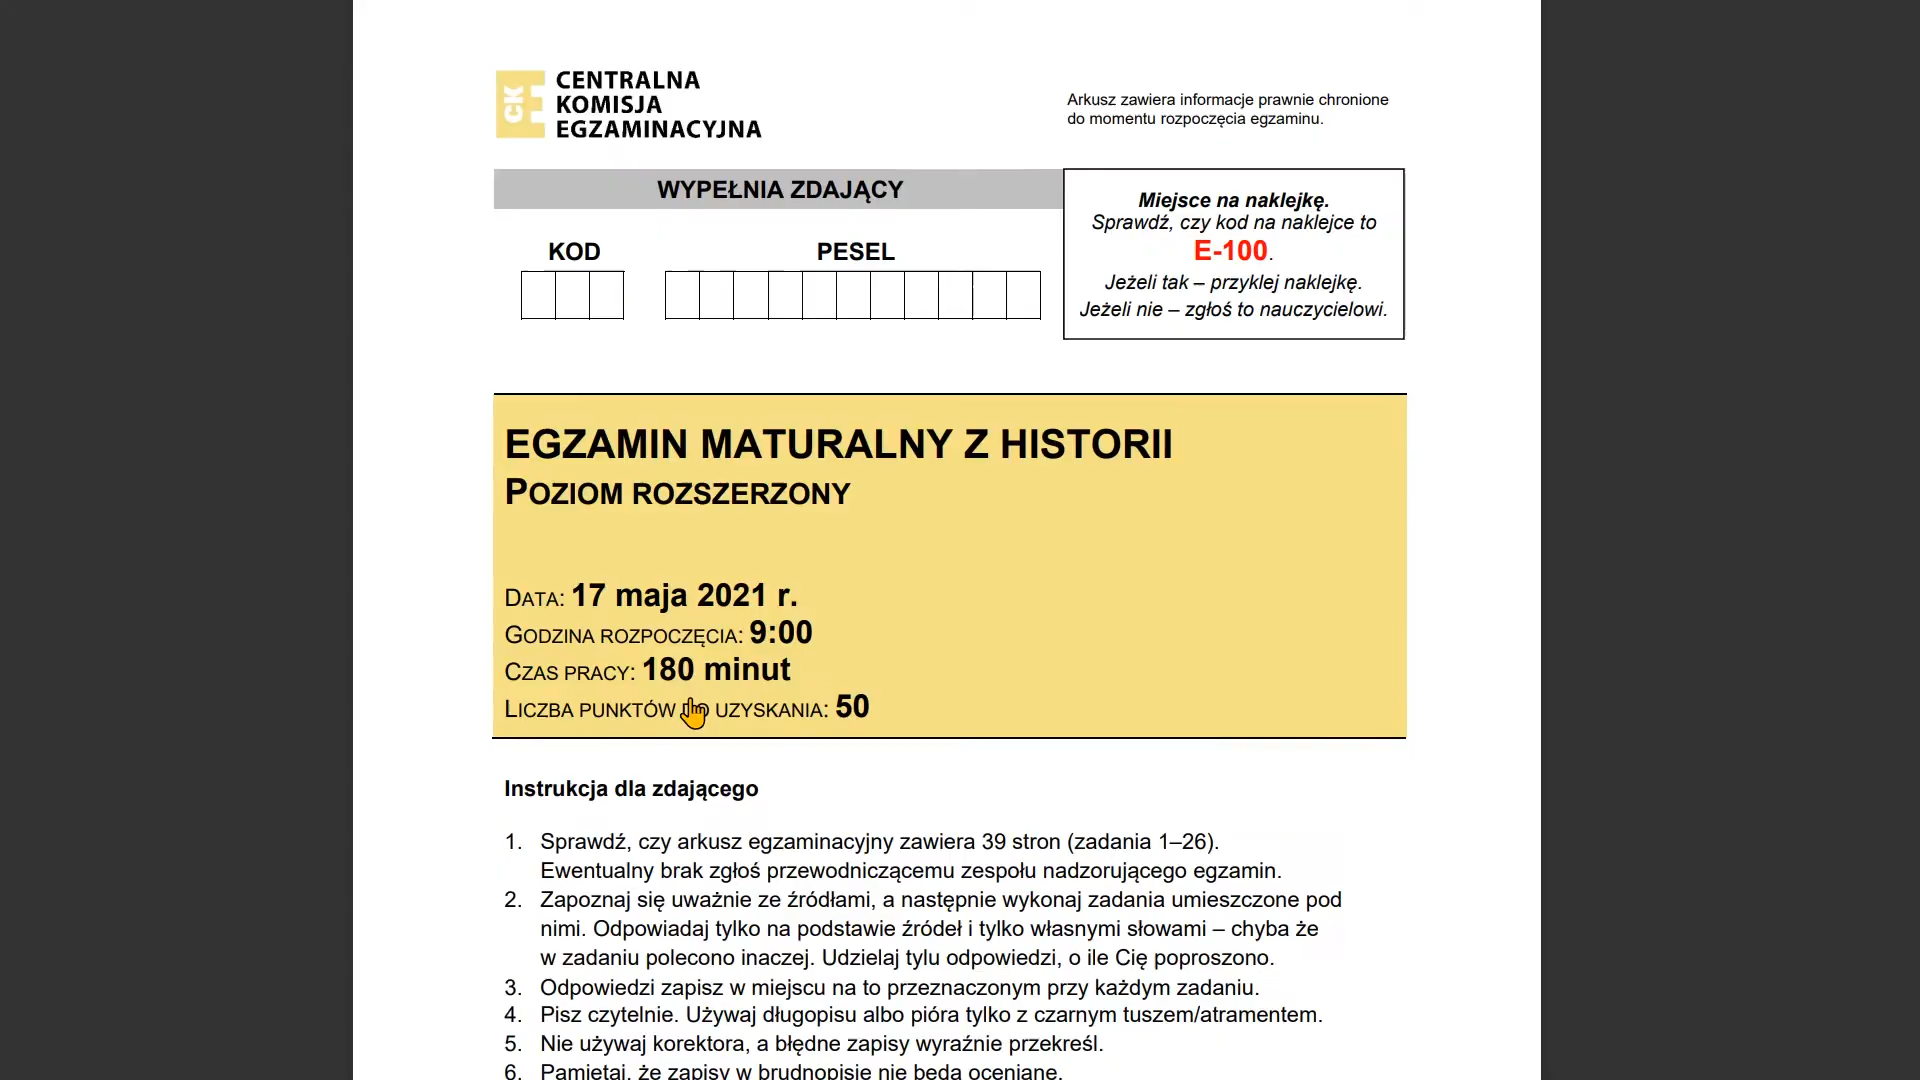 CK
CENTRALNA
KOMISJA
EGZAMINACYJNA
Arkusz zawiera informacje prawnie chronione
do momentu rozpoczęcia egzaminu.
WYPEŁNIA ZDAJĄCY
KOD PESEL
Miejsce na naklejkę.
Sprawdź, czy kod na naklejce to
E-100.
Jeżeli tak – przyklej naklejkę.
Jeżeli nie – zgłoś to nauczycielowi.
EGZAMIN MATURALNY Z HISTORII
POZIOM ROZSZERZONY
DATA: 17 maja 2021 r.
GODZINA ROZPOCZĘCIA: 9:00
CZAS PRACY: 180 minut
LICZBA PUNKTÓW UZYSKANIA: 50
Instrukcja dla zdającego
1. Sprawdź, czy arkusz egzaminacyjny zawiera 39 stron (zadania 1–26).
Ewentualny brak zgłoś przewodniczącemu zespołu nadzorującego egzamin.
2. Zapoznaj się uważnie ze źródłami, a następnie wykonaj zadania umieszczone pod
nimi. Odpowiadaj tylko na podstawie źródeł i tylko własnymi słowami – chyba że
w zadaniu polecono inaczej. Udzielaj tylu odpowiedzi, o ile Cię poproszono.
3. Odpowiedzi zapisz w miejscu na to przeznaczonym przy każdym zadaniu.
4. Pisz czytelnie. Używaj długopisu albo pióra tylko z czarnym tuszem/atramentem.
5. Nie używaj korektora, a błędne zapisy wyraźnie przekreśl.
6. Pamiętaj, że zapisy w brudnopisie nie będą oceniane.